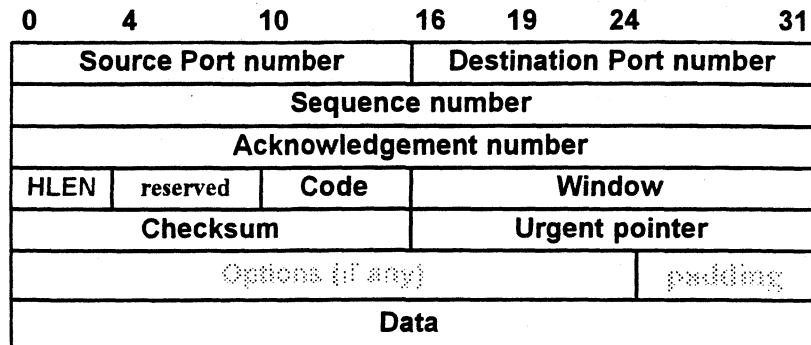 0 4 10 16 19 24 31
Source Port number Destination Port number
Sequence number
Acknowledgement number
HLEN reserved Code Window
Checksum Urgent pointer
Options (if any) padding
Data